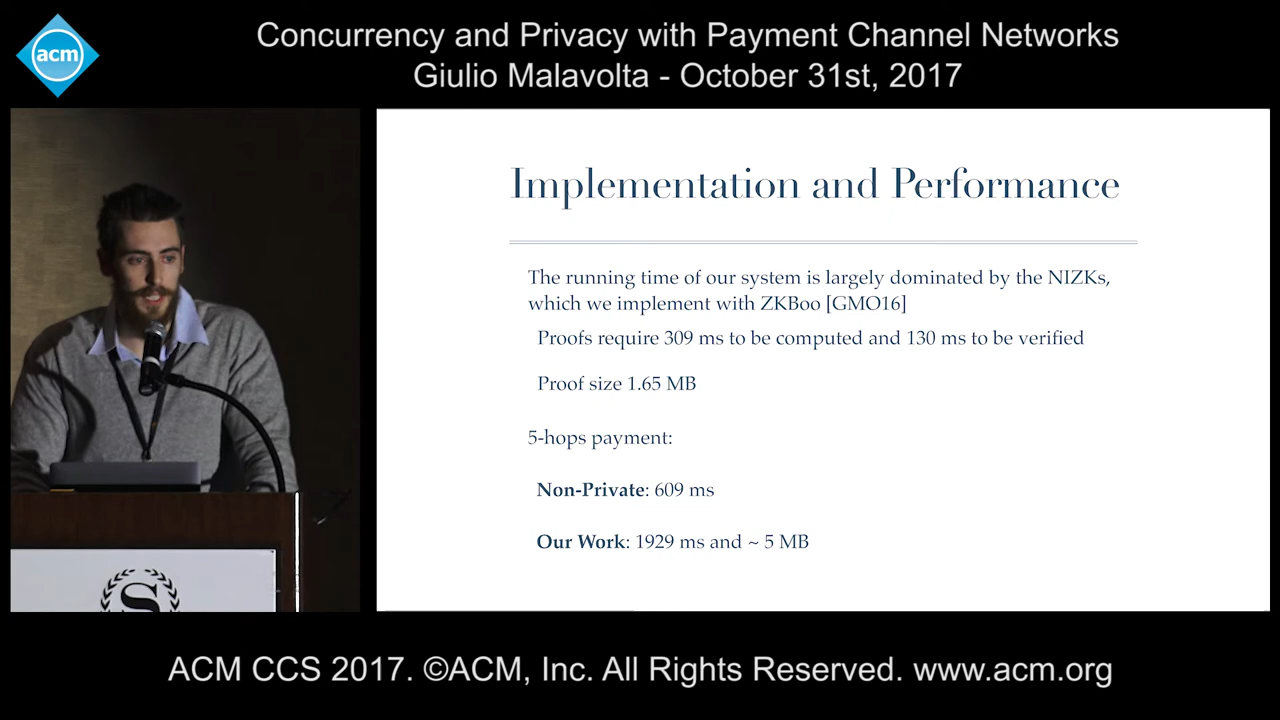 acm
Concurrency and Privacy with Payment Channel Networks
Giulio Malavolta - October 31st, 2017
Implementation and Performance
The running time of our system is largely dominated by the NIZKs,
which we implement with ZKBoo [GMO16]
Proofs require 309 ms to be computed and 130 ms to be verified
Proof size 1.65 MB
5-hops payment:
Non-Private: 609 ms
Our Work: 1929 ms and ~ 5 MB
S
ACM CCS 2017. ©ACM, Inc. All Rights Reserved. www.acm.org